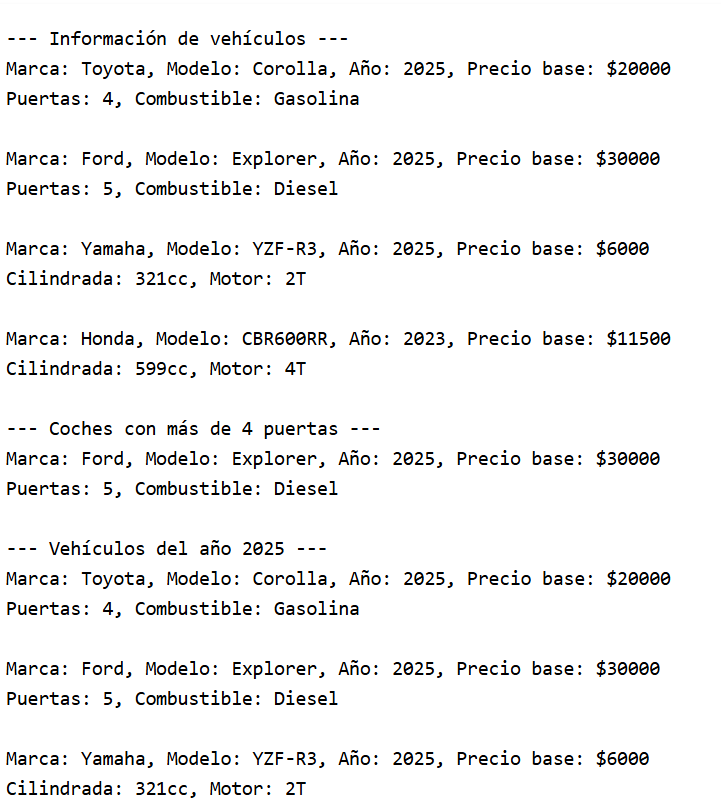 --- Información de vehículos ---
Marca: Toyota, Modelo: Corolla, Año: 2025, Precio base: $20000
Puertas: 4, Combustible: Gasolina
Marca: Ford, Modelo: Explorer, Año: 2025, Precio base: $30000
Puertas: 5, Combustible: Diesel
Marca: Yamaha, Modelo: YZF-R3, Año: 2025, Precio base: $6000
Cilindrada: 321cc, Motor: 2T
Marca: Honda, Modelo: CBR600RR, Año: 2023, Precio base: $11500
Cilindrada: 599cc, Motor: 4T
--- Coches con más de 4 puertas ---
Marca: Ford, Modelo: Explorer, Año: 2025, Precio base: $30000
Puertas: 5, Combustible: Diesel
--- Vehículos del año 2025 ---
Marca: Toyota, Modelo: Corolla, Año: 2025, Precio base: $20000
Puertas: 4, Combustible: Gasolina
Marca: Ford, Modelo: Explorer, Año: 2025, Precio base: $30000
Puertas: 5, Combustible: Diesel
Marca: Yamaha, Modelo: YZF-R3, Año: 2025, Precio base: $6000
Cilindrada: 321cc, Motor: 2T